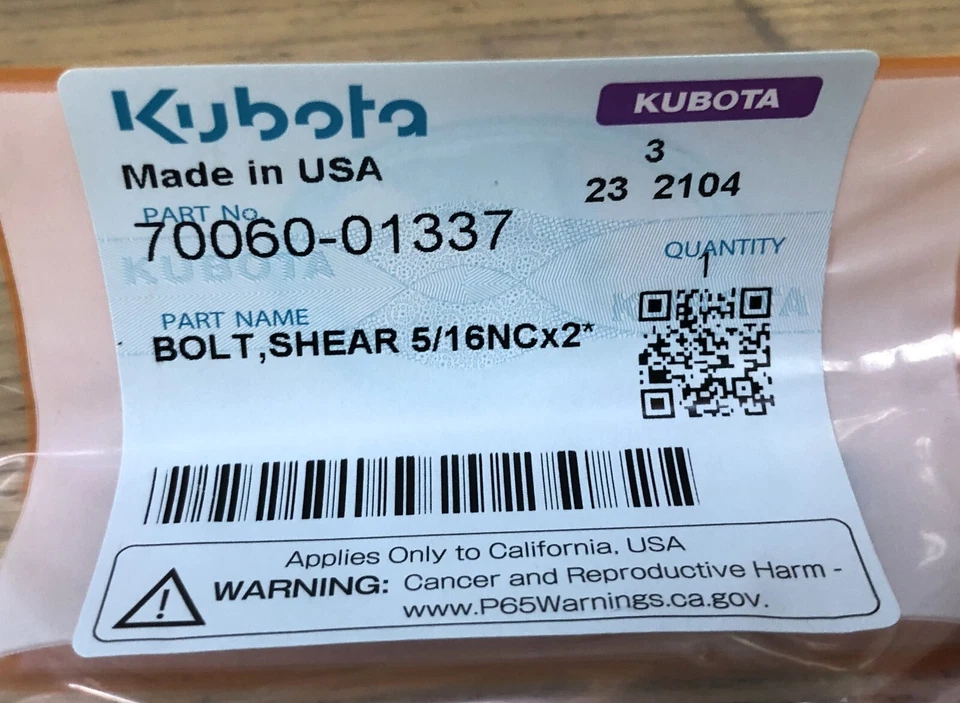 Kubota
KUBOTA
Made in USA
3
23 2104
PART No.
70060-01337
QUANTITY
1
KUBOTA
PART NAME
BOLT,SHEAR 5/16NCx2*
Applies Only to California, USA
WARNING: Cancer and Reproductive Harm -
www.P65Warnings.ca.gov.